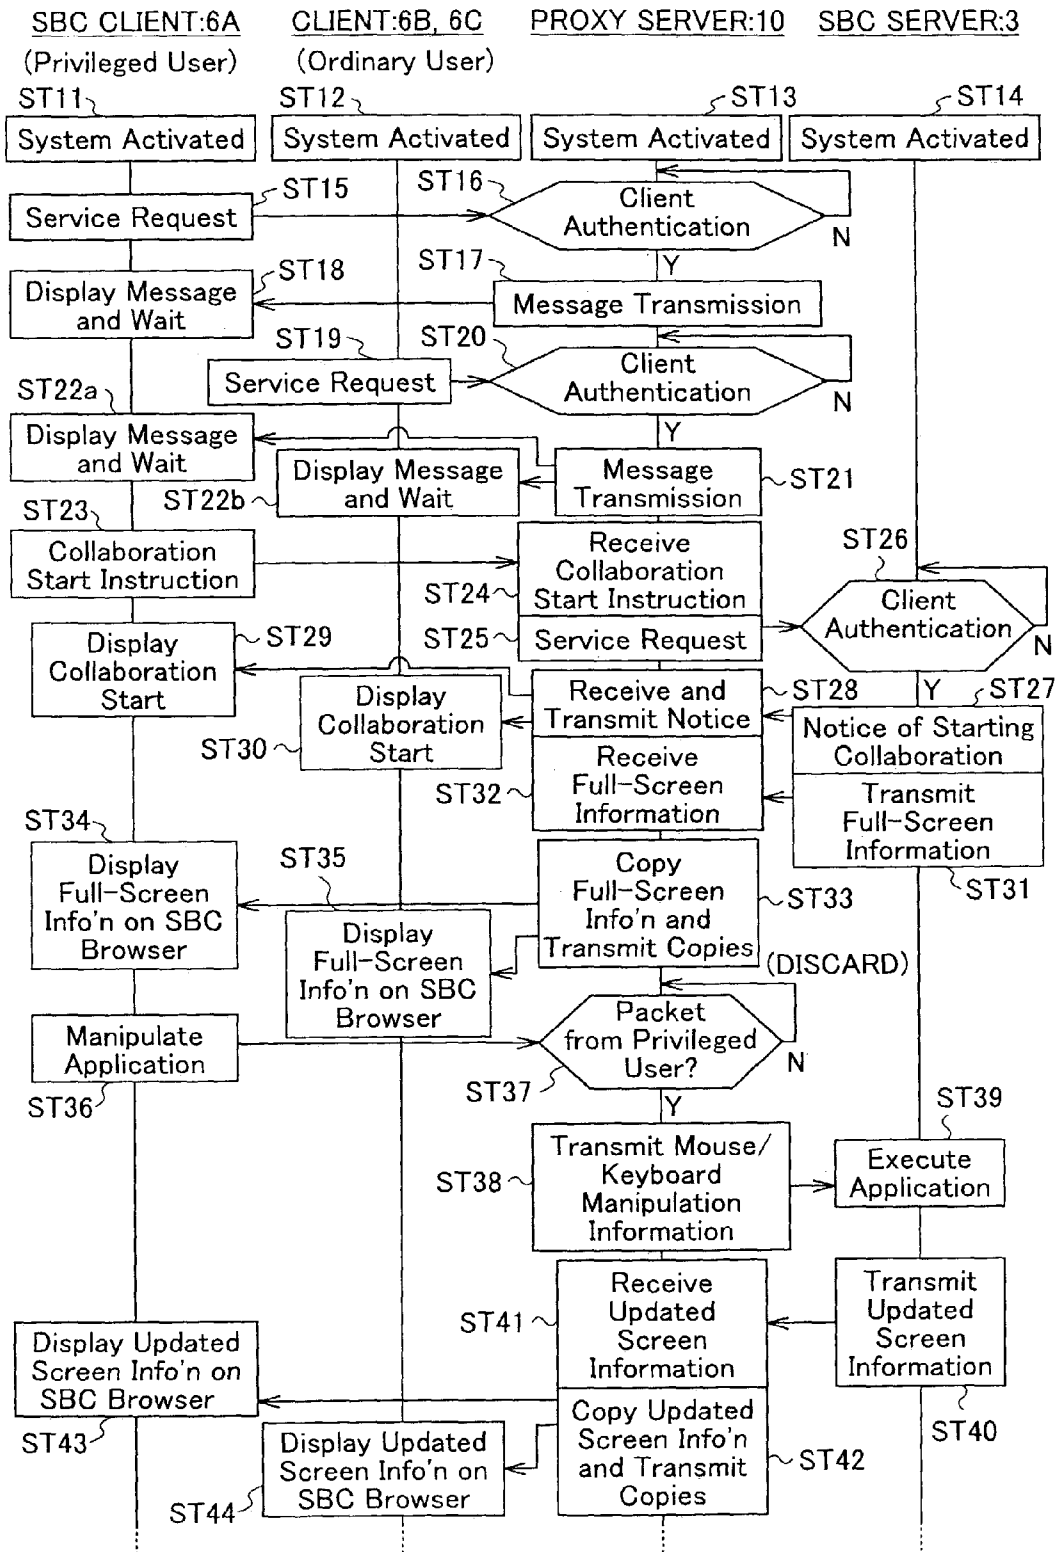 SBC CLIENT:6A
(Privileged User)
CLIENT:6B, 6C
(Ordinary User)
PROXY SERVER:10
SBC SERVER:3
ST11
System Activated
ST12
System Activated
ST13
System Activated
ST14
System Activated
ST15
Service Request
ST16
Client
Authentication
N
Y
ST17
Message Transmission
ST18
Display Message
and Wait
ST19
Service Request
ST20
Client
Authentication
N
Y
ST22a
Display Message
and Wait
Display Message
and Wait
ST22b
Message
Transmission
ST21
ST23
Collaboration
Start Instruction
Receive
Collaboration
Start Instruction
ST24
Service Request
ST25
ST26
Client
Authentication
N
Y
ST27
Notice of Starting
Collaboration
Receive and
Transmit Notice
ST28
Display
Collaboration
Start
ST29
Display
Collaboration
Start
ST30
Transmit
Full-Screen
Information
ST31
Receive
Full-Screen
Information
ST32
Copy
Full-Screen
Info'n and
Transmit Copies
ST33
ST34
Display
Full-Screen
Info'n on SBC
Browser
ST35
Display
Full-Screen
Info'n on SBC
Browser
(DISCARD)
Manipulate
Application
ST36
Packet
from Privileged
User?
ST37
N
Y
Transmit Mouse/
Keyboard
Manipulation
Information
ST38
ST39
Execute
Application
Transmit
Updated
Screen
Information
ST40
Receive
Updated
Screen
Information
ST41
Copy Updated
Screen Info'n
and Transmit
Copies
ST42
Display Updated
Screen Info'n on
SBC Browser
ST43
Display Updated
Screen Info'n on
SBC Browser
ST44